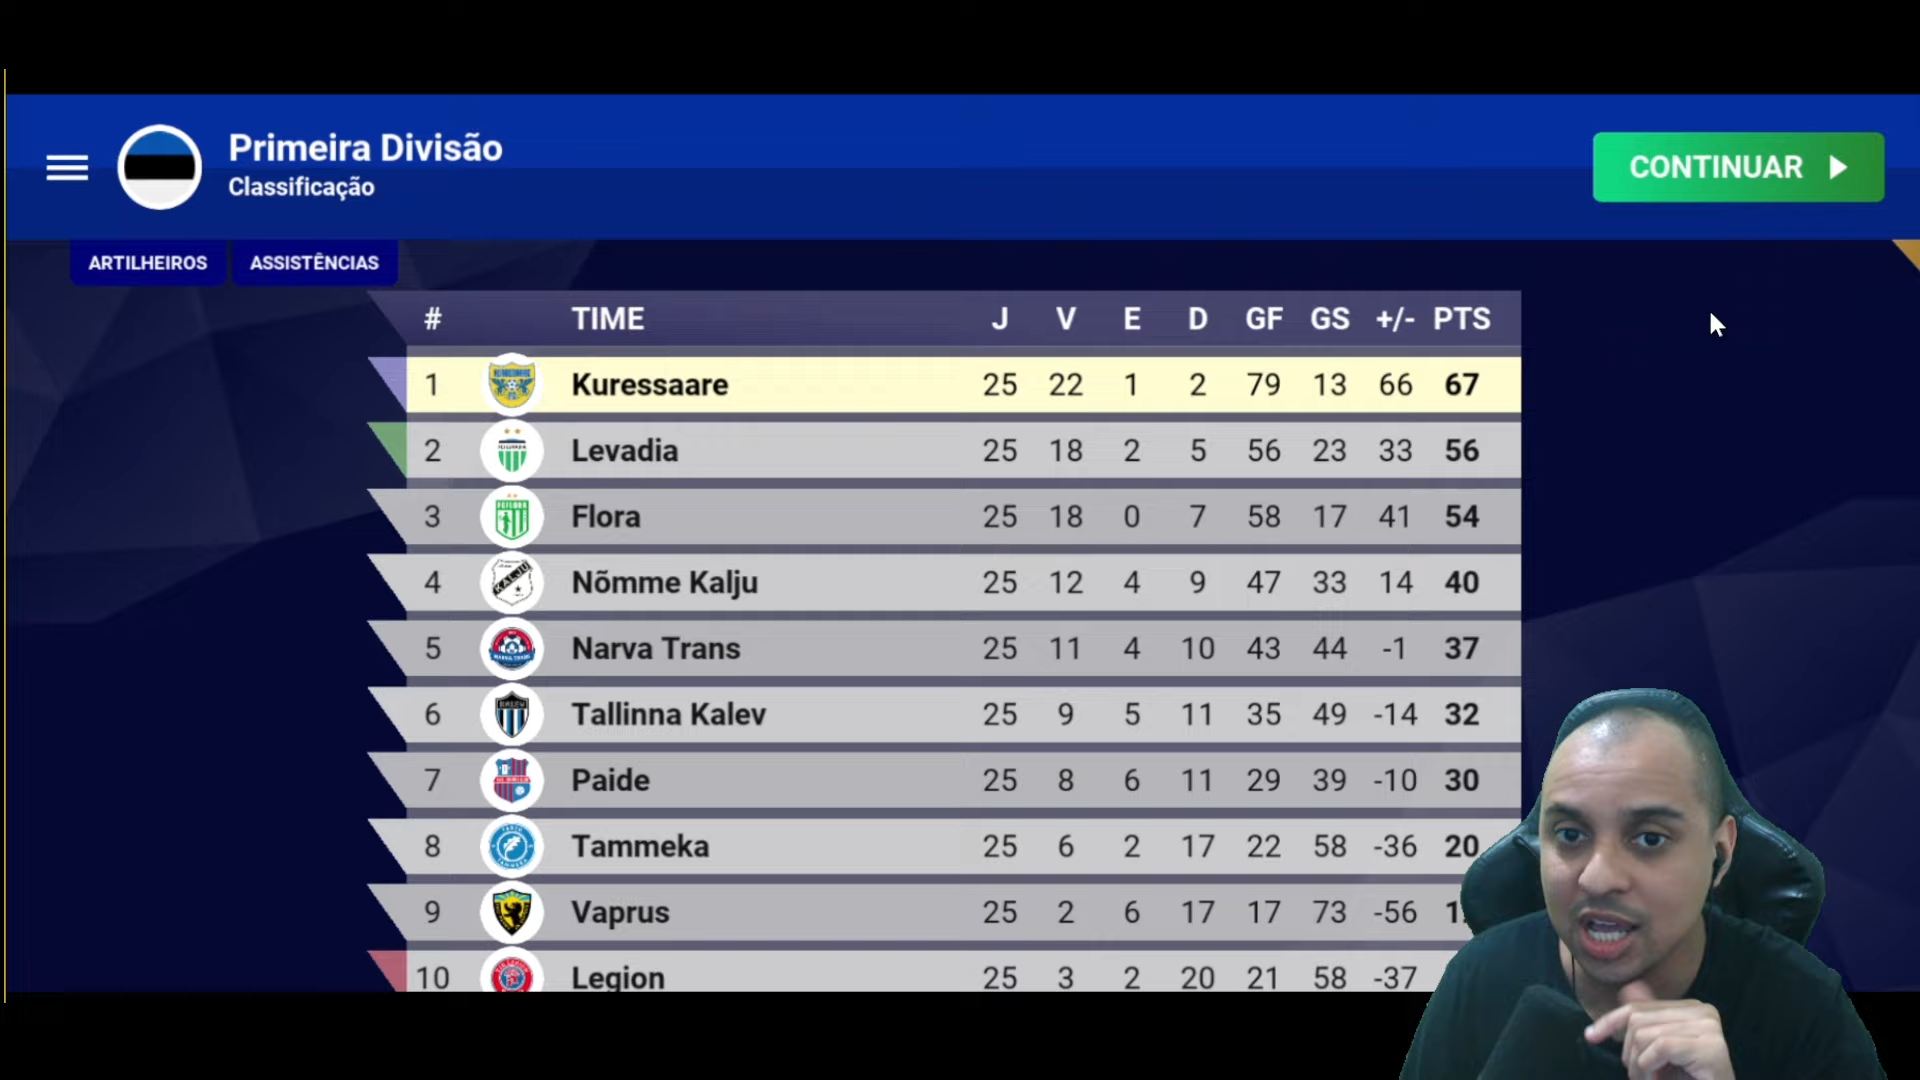 Primeira Divisão
Classificação
CONTINUAR
ARTILHEIROS ASSISTÊNCIAS
# TIME J V E D GF GS +/- PTS
1 Kuressaare 25 22 1 2 79 13 66 67
2 Levadia 25 18 2 5 56 23 33 56
3 Flora 25 18 0 7 58 17 41 54
4 Nõmme Kalju 25 12 4 9 47 33 14 40
5 Narva Trans 25 11 4 10 43 44 -1 37
6 Tallinna Kalev 25 9 5 11 35 49 -14 32
7 Paide 25 8 6 11 29 39 -10 30
8 Tammeka 25 6 2 17 22 58 -36 20
9 Vaprus 25 2 6 17 17 73 -56
10 Legion 25 3 2 20 21 58 -37